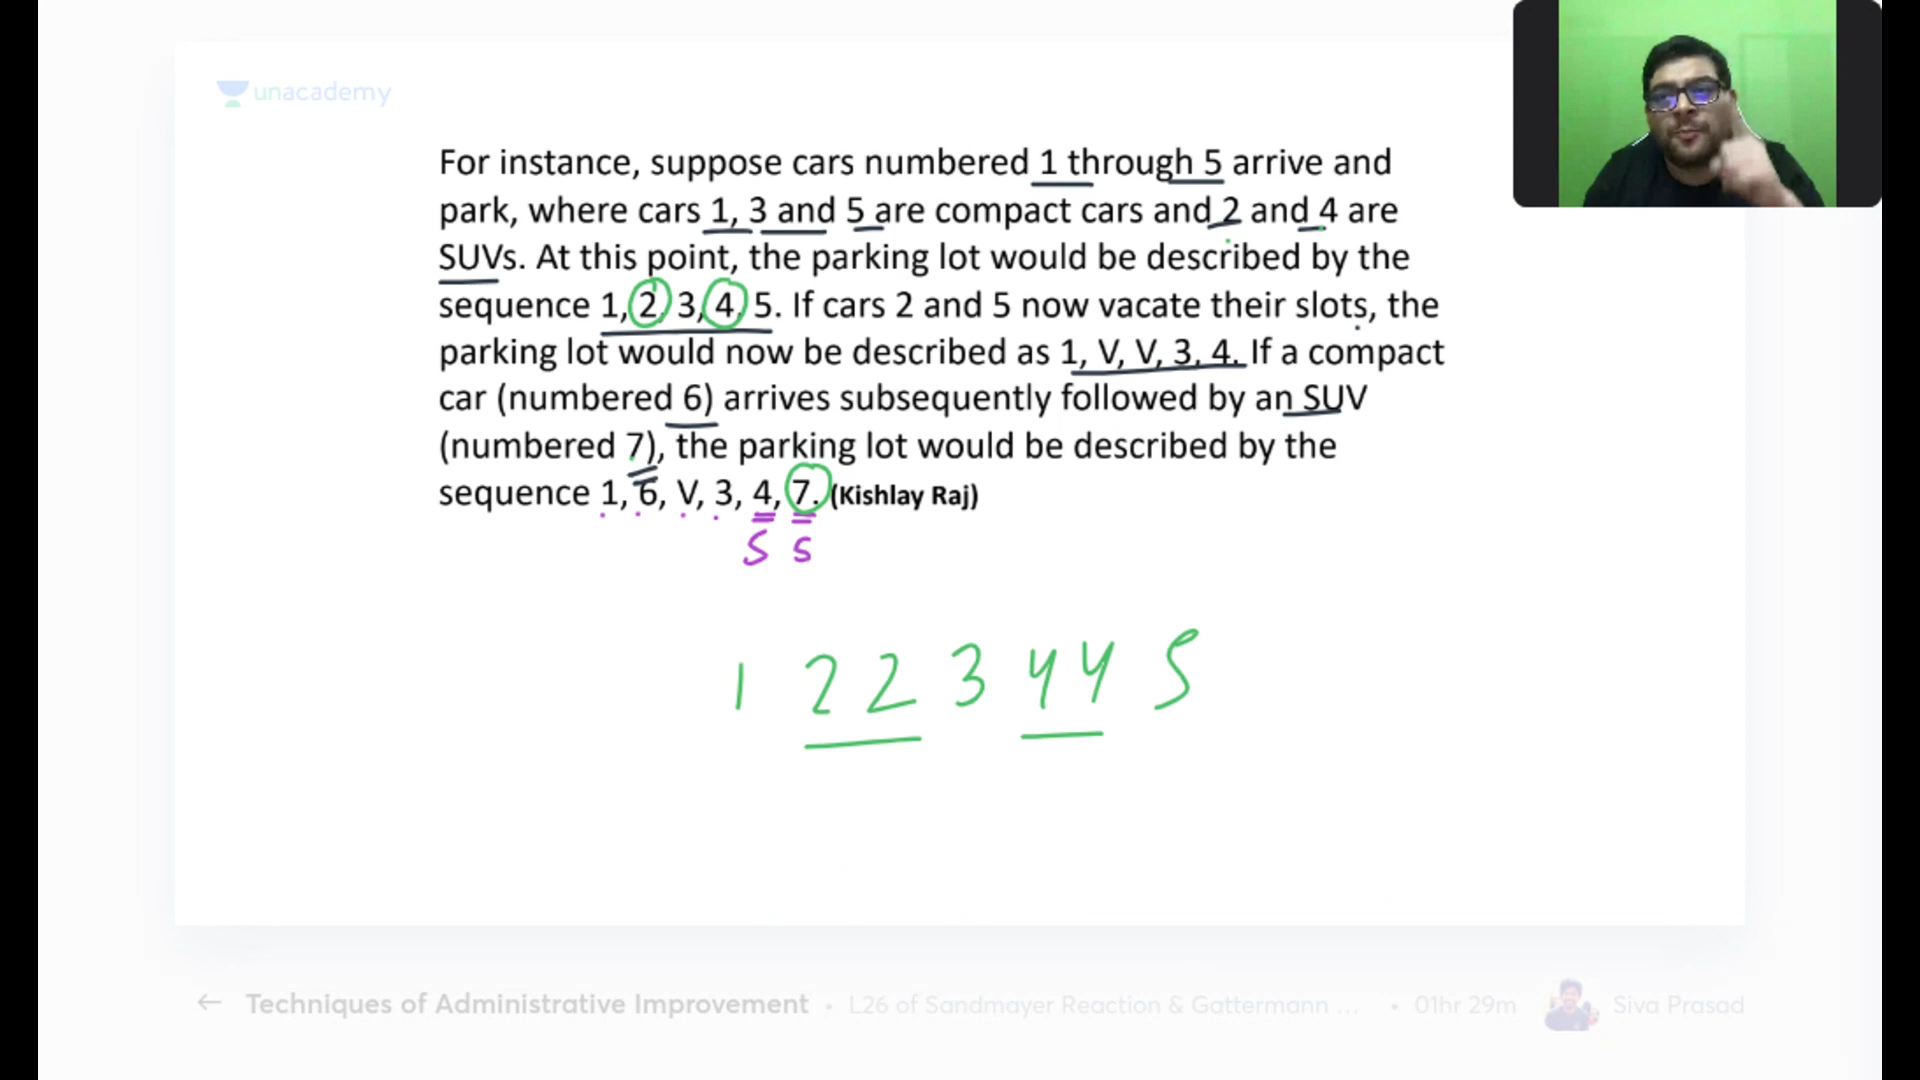 unacademy
For instance, suppose cars numbered 1 through 5 arrive and
park, where cars 1, 3 and 5 are compact cars and 2 and 4 are
SUVs. At this point, the parking lot would be described by the
sequence 1, 2, 3, 4, 5. If cars 2 and 5 now vacate their slots, the
parking lot would now be described as 1, V, V, 3, 4. If a compact
car (numbered 6) arrives subsequently followed by an SUV
(numbered 7), the parking lot would be described by the
sequence 1, 6, V, 3, 4, 7. (Kishlay Raj)
S S
1 2 2 3 4 4 5
← Techniques of Administrative Improvement • L26 of Sandmayer Reaction & Gattermann ... • 01hr 29m Siva Prasad